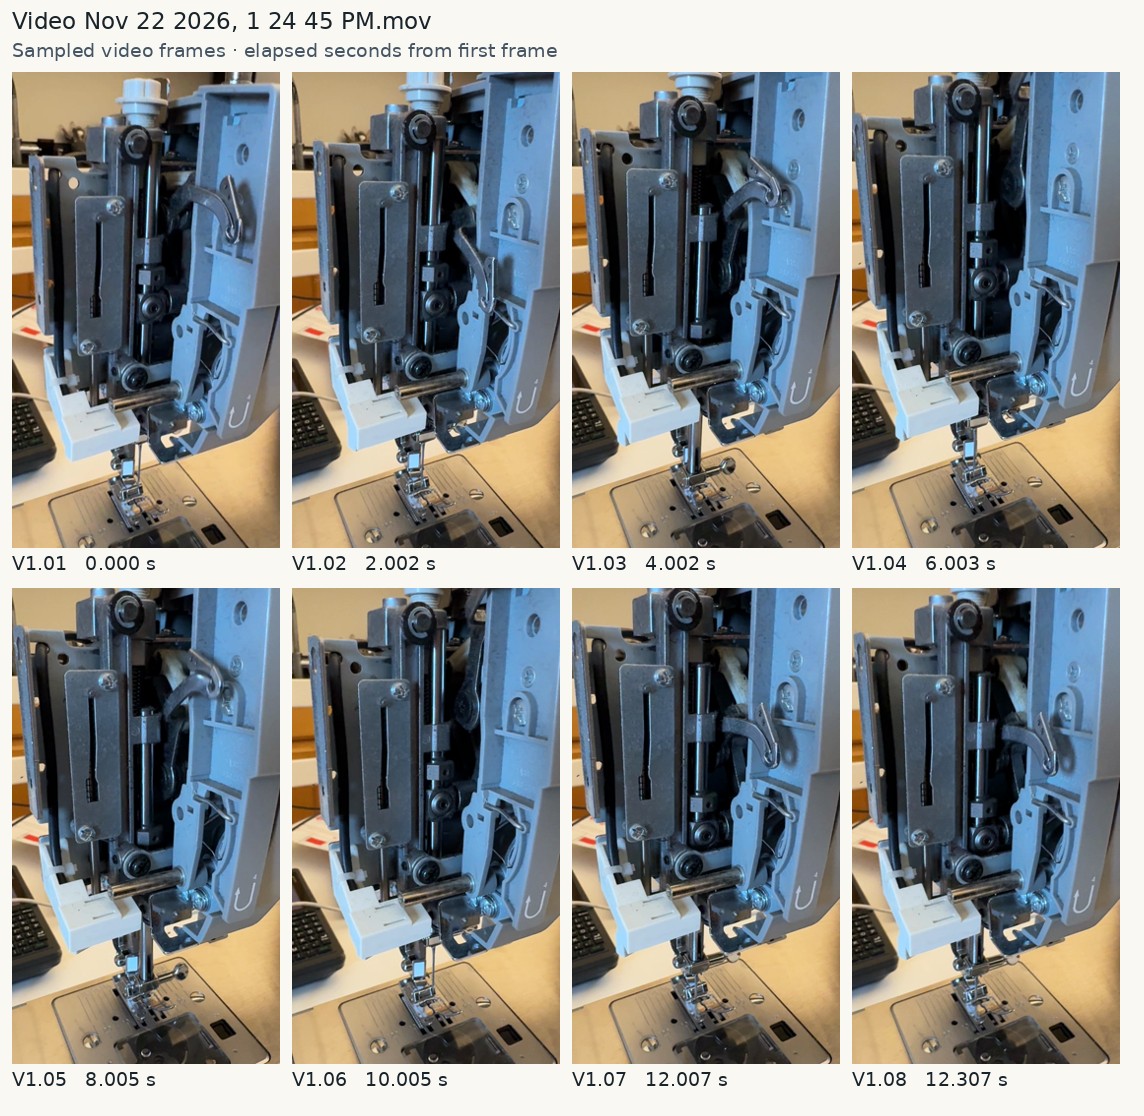 Video Nov 22 2026, 1 24 45 PM.mov
Sampled video frames · elapsed seconds from first frame
V1.01 0.000 s
V1.02 2.002 s
V1.03 4.002 s
V1.04 6.003 s
V1.05 8.005 s
V1.06 10.005 s
V1.07 12.007 s
V1.08 12.307 s